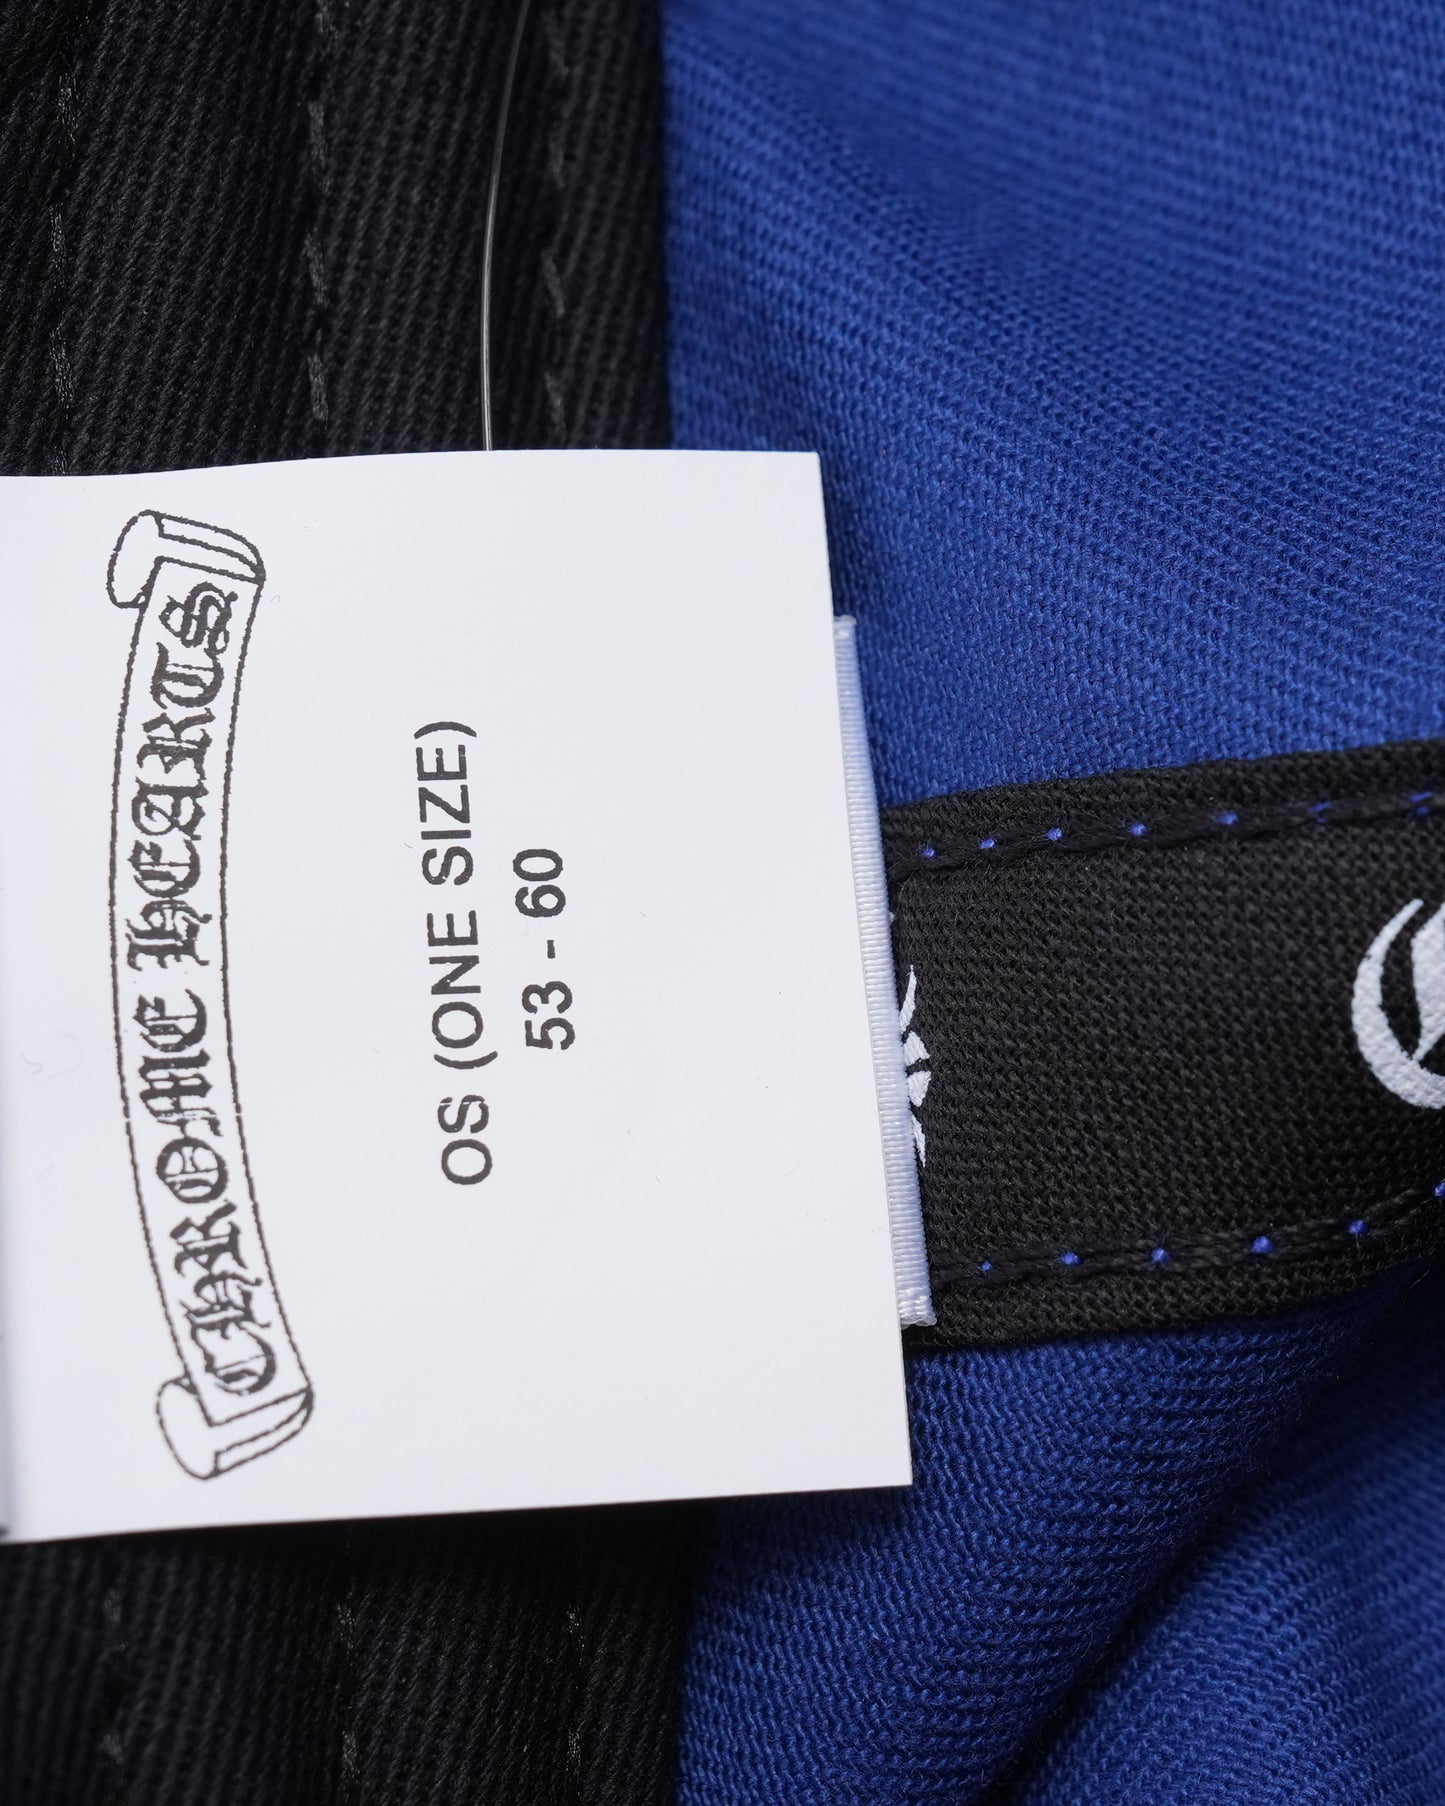 CHROME HEARTS
OS (ONE SIZE)
53 - 60